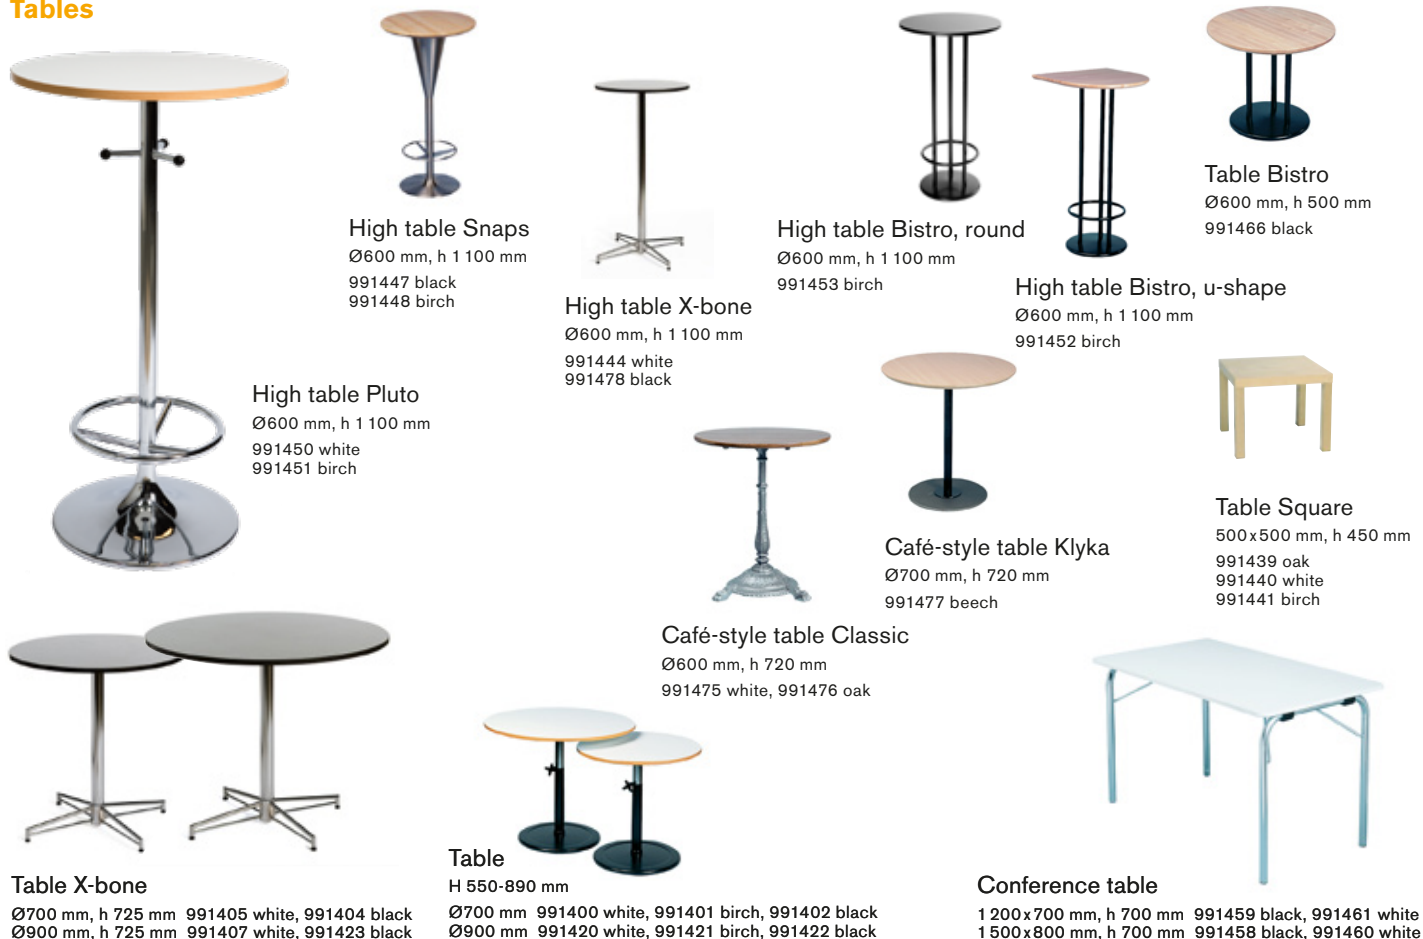 Tables
High table Snaps
Ø600 mm, h 1 100 mm
991447 black
991448 birch
High table X-bone
Ø600 mm, h 1 100 mm
991444 white
991478 black
High table Bistro, round
Ø600 mm, h 1 100 mm
991453 birch
High table Bistro, u-shape
Ø600 mm, h 1 100 mm
991452 birch
Table Bistro
Ø600 mm, h 500 mm
991466 black
High table Pluto
Ø600 mm, h 1 100 mm
991450 white
991451 birch
Café-style table Classic
Ø600 mm, h 720 mm
991475 white, 991476 oak
Café-style table Klyka
Ø700 mm, h 720 mm
991477 beech
Table Square
500x500 mm, h 450 mm
991439 oak
991440 white
991441 birch
Table X-bone
Ø700 mm, h 725 mm 991405 white, 991404 black
Ø900 mm, h 725 mm 991407 white, 991423 black
Table
H 550-890 mm
Ø700 mm 991400 white, 991401 birch, 991402 black
Ø900 mm 991420 white, 991421 birch, 991422 black
Conference table
1 200x700 mm, h 700 mm 991459 black, 991461 white
1 500x800 mm, h 700 mm 991458 black, 991460 white